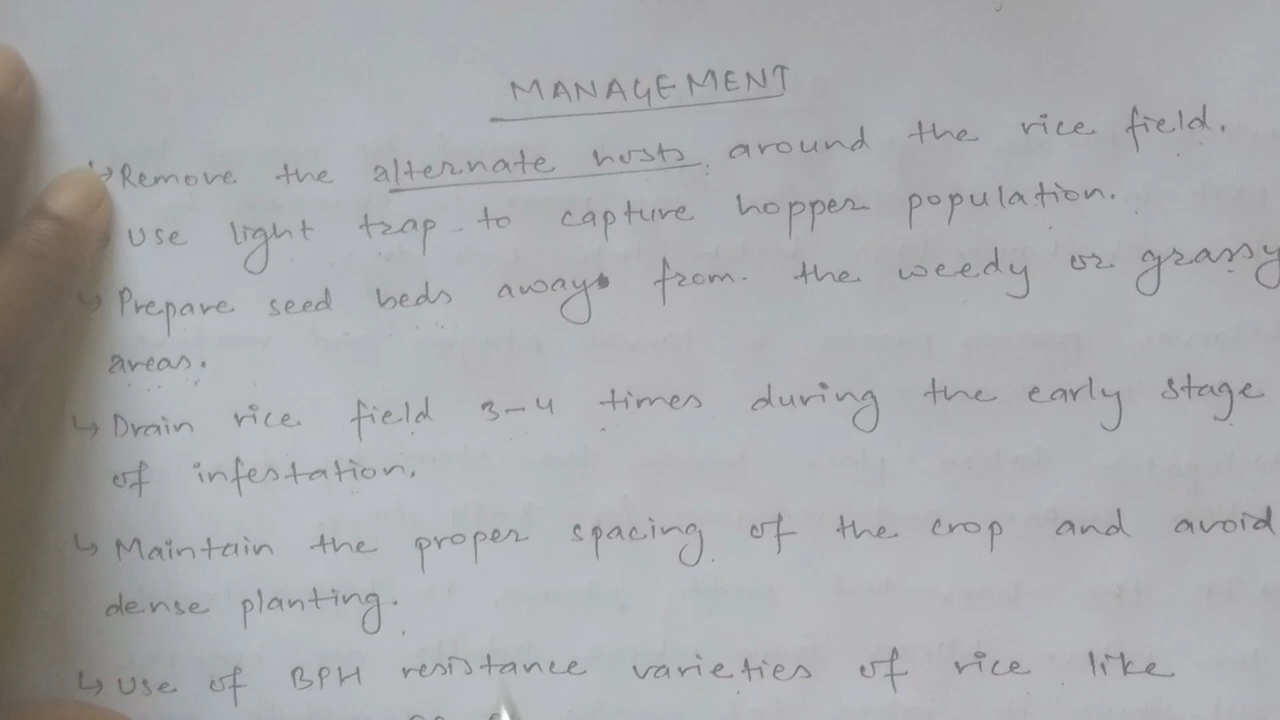 MANAGEMENT
↳ Remove the alternate hosts around the rice field.
↳ Use light trap to capture hopper population.
↳ Prepare seed beds away from the weedy or grassy
areas.
↳ Drain rice field 3-4 times during the early stage
of infestation.
↳ Maintain the proper spacing of the crop and avoid
dense planting.
↳ Use of BPH resistance varieties of rice like